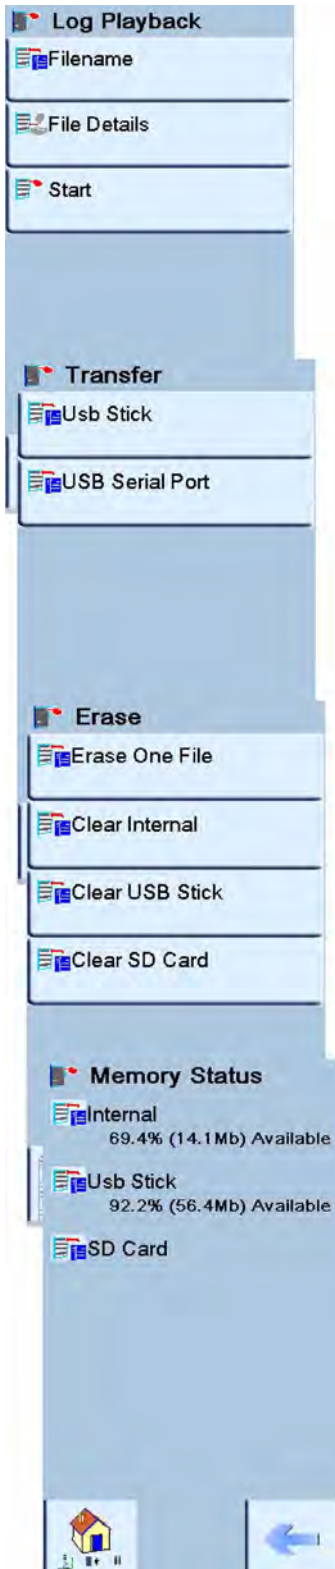 Log Playback
Filename
File Details
Start
Transfer
Usb Stick
USB Serial Port
Erase
Erase One File
Clear Internal
Clear USB Stick
Clear SD Card
Memory Status
Internal
69.4% (14.1Mb) Available
Usb Stick
92.2% (56.4Mb) Available
SD Card